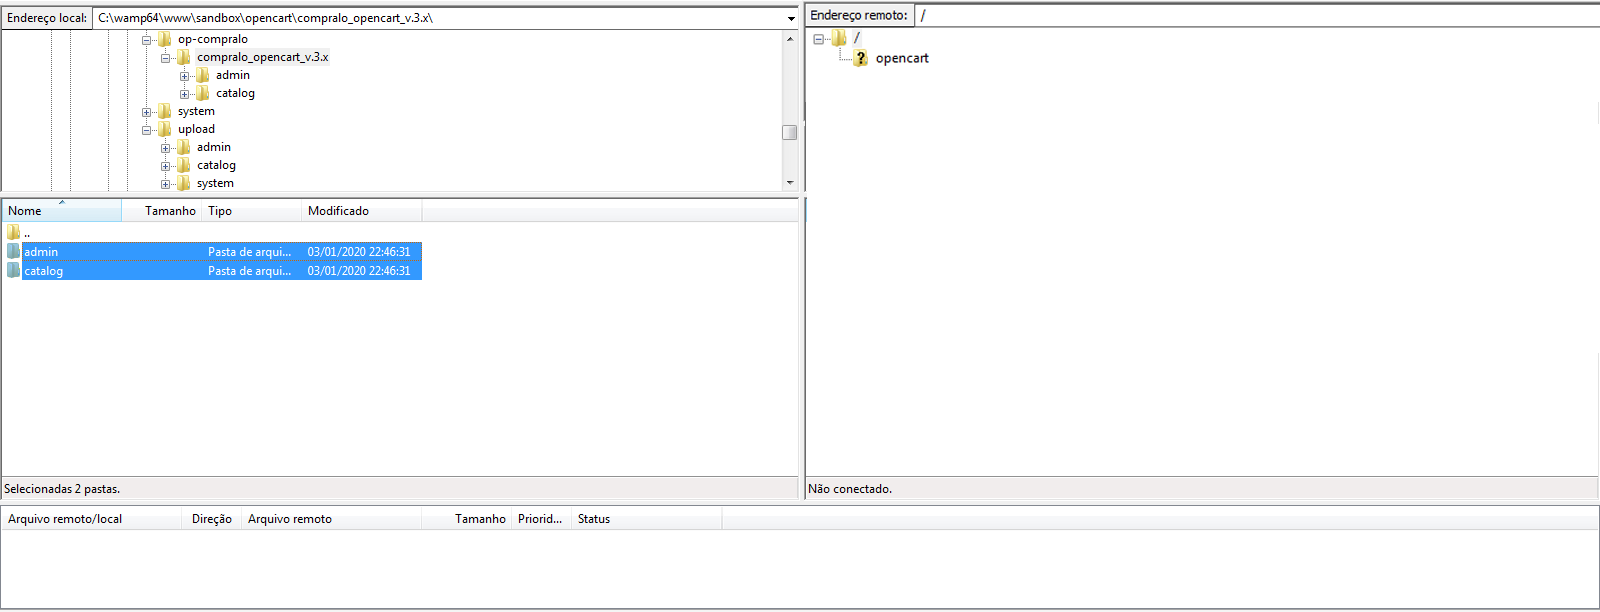 Endereço local: C:\wamp64\www\sandbox\opencart\compralo_opencart_v.3.x\
op-compralo
compralo_opencart_v.3.x
admin
catalog
system
upload
admin
catalog
system
Nome Tamanho Tipo Modificado
..
admin Pasta de arqui... 03/01/2020 22:46:31
catalog Pasta de arqui... 03/01/2020 22:46:31
Selecionadas 2 pastas.
Endereço remoto: /
/
opencart
Não conectado.
Arquivo remoto/local Direção Arquivo remoto Tamanho Priorid... Status